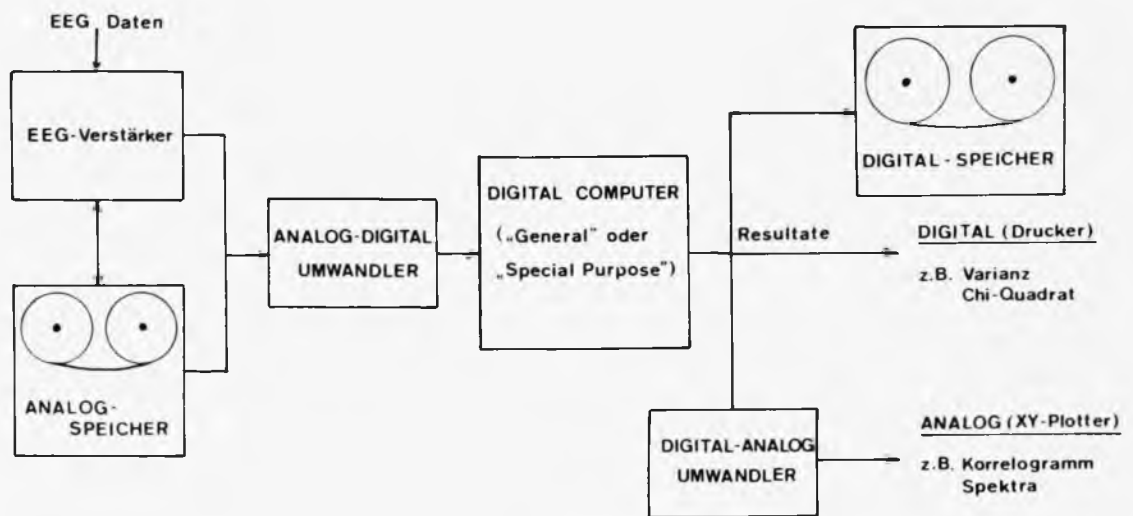 EEG Daten
EEG-Verstärker
ANALOG-
SPEICHER
ANALOG-DIGITAL
UMWANDLER
DIGITAL COMPUTER
(„General” oder
„Special Purpose”)
Resultate
DIGITAL - SPEICHER
DIGITAL (Drucker)
z.B. Varianz
Chi-Quadrat
DIGITAL-ANALOG
UMWANDLER
ANALOG (XY-Plotter)
z.B. Korrelogramm
Spektra